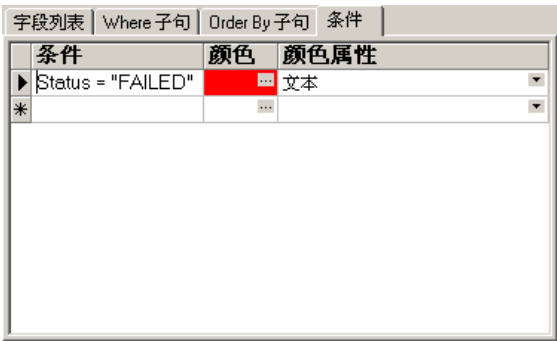 字段列表 Where 子句 Order By 子句 条件
条件 颜色 颜色属性
Status = "FAILED" ... 文本
* ...